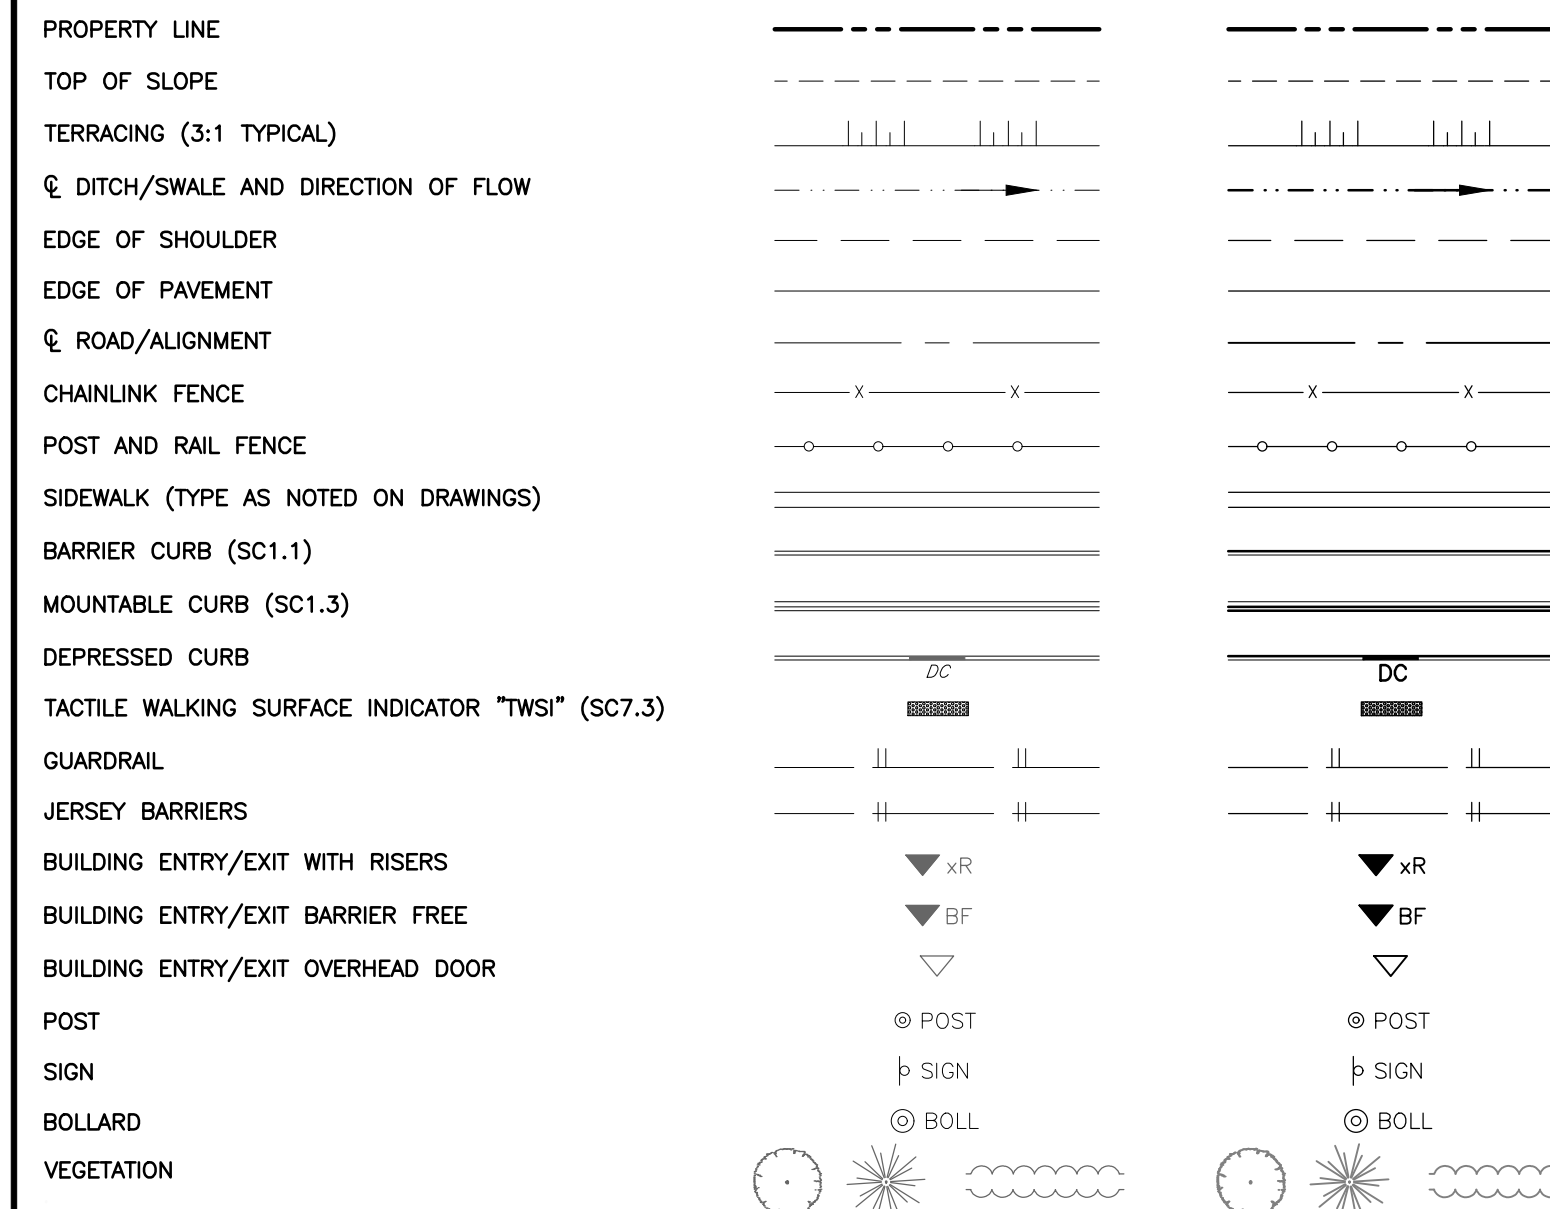 PROPERTY LINE
TOP OF SLOPE
TERRACING (3:1 TYPICAL)
℄ DITCH/SWALE AND DIRECTION OF FLOW
EDGE OF SHOULDER
EDGE OF PAVEMENT
℄ ROAD/ALIGNMENT
CHAINLINK FENCE X X X X
POST AND RAIL FENCE
SIDEWALK (TYPE AS NOTED ON DRAWINGS)
BARRIER CURB (SC1.1)
MOUNTABLE CURB (SC1.3)
DEPRESSED CURB DC DC
TACTILE WALKING SURFACE INDICATOR "TWSI" (SC7.3)
GUARDRAIL
JERSEY BARRIERS
BUILDING ENTRY/EXIT WITH RISERS xR xR
BUILDING ENTRY/EXIT BARRIER FREE BF BF
BUILDING ENTRY/EXIT OVERHEAD DOOR
POST POST POST
SIGN SIGN SIGN
BOLLARD BOLL BOLL
VEGETATION